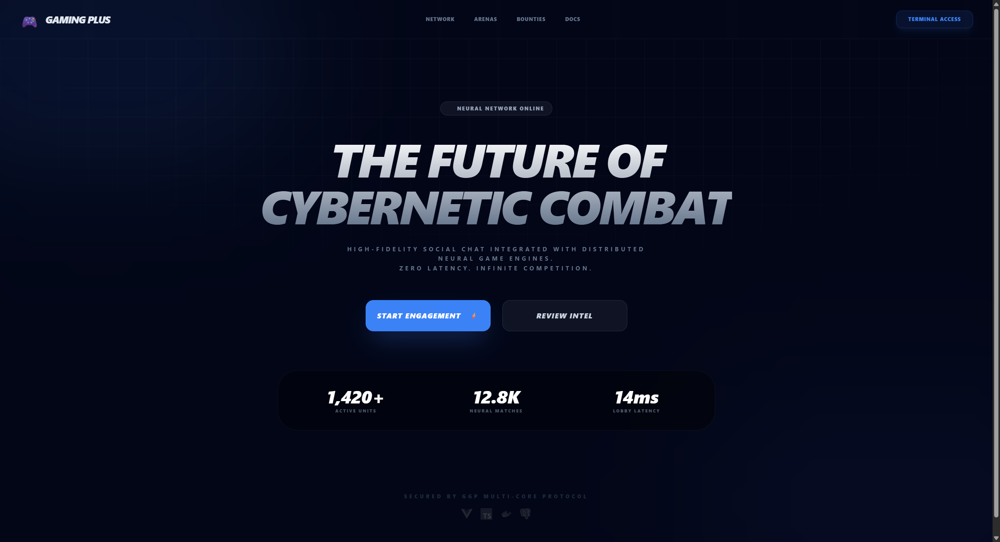 GAMING PLUS
NETWORK
ARENAS
BOUNTIES
DOCS
TERMINAL ACCESS
NEURAL NETWORK ONLINE
THE FUTURE OF
CYBERNETIC COMBAT
HIGH-FIDELITY SOCIAL CHAT INTEGRATED WITH DISTRIBUTED
NEURAL GAME ENGINES.
ZERO LATENCY. INFINITE COMPETITION.
START ENGAGEMENT
REVIEW INTEL
1,420+
ACTIVE UNITS
12.8K
NEURAL MATCHES
14ms
LOBBY LATENCY
SECURED BY GGP MULTI-CORE PROTOCOL
TS